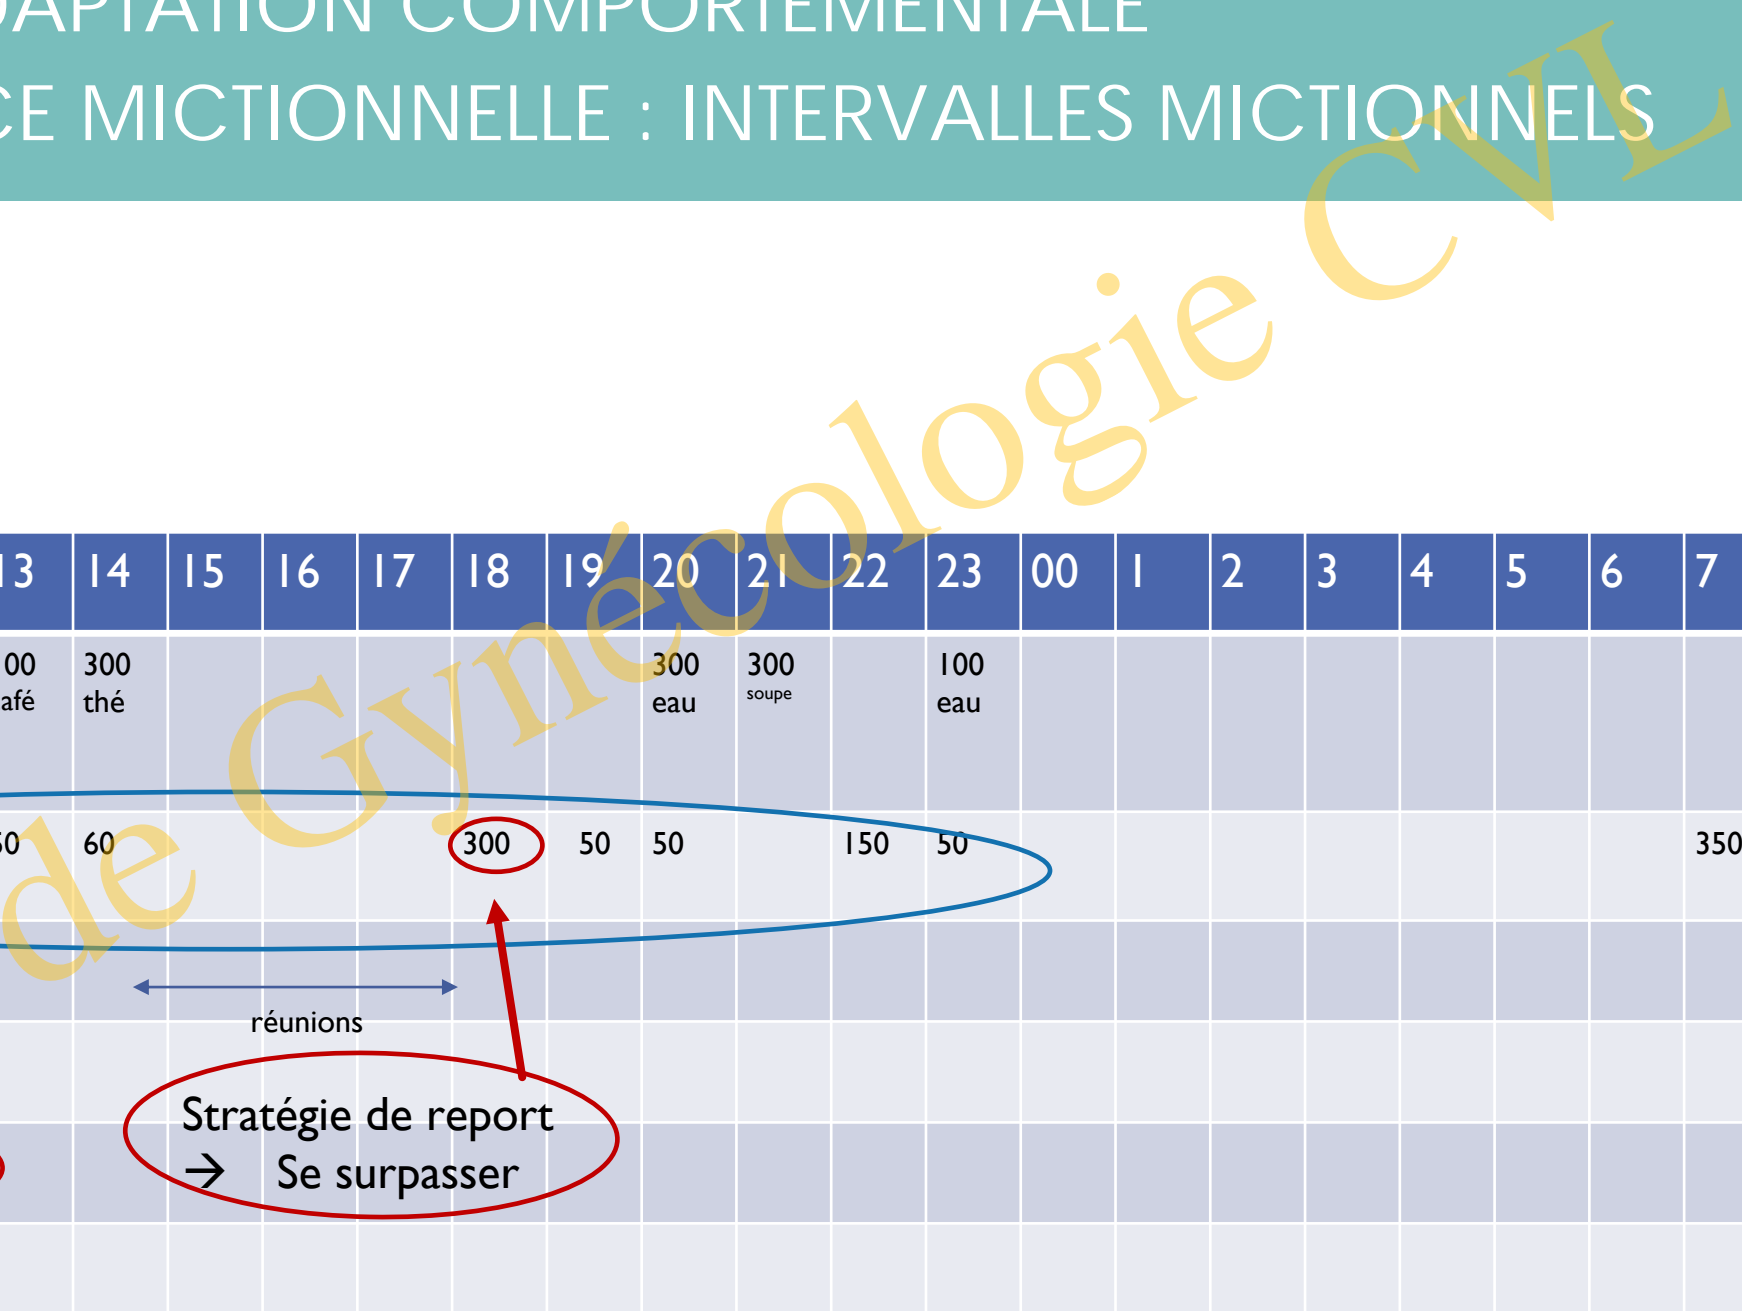 DAPTATION COMPORTEMENTALE
CE MICTIONNELLE : INTERVALLES MICTIONNELS
13 14 15 16 17 18 19 20 21 22 23 00 1 2 3 4 5 6 7
00 300 300 300 100
afé thé eau soupe eau
60 300 50 50 150 50 350
réunions
Stratégie de report
→ Se surpasser
de Gynécologie CVL